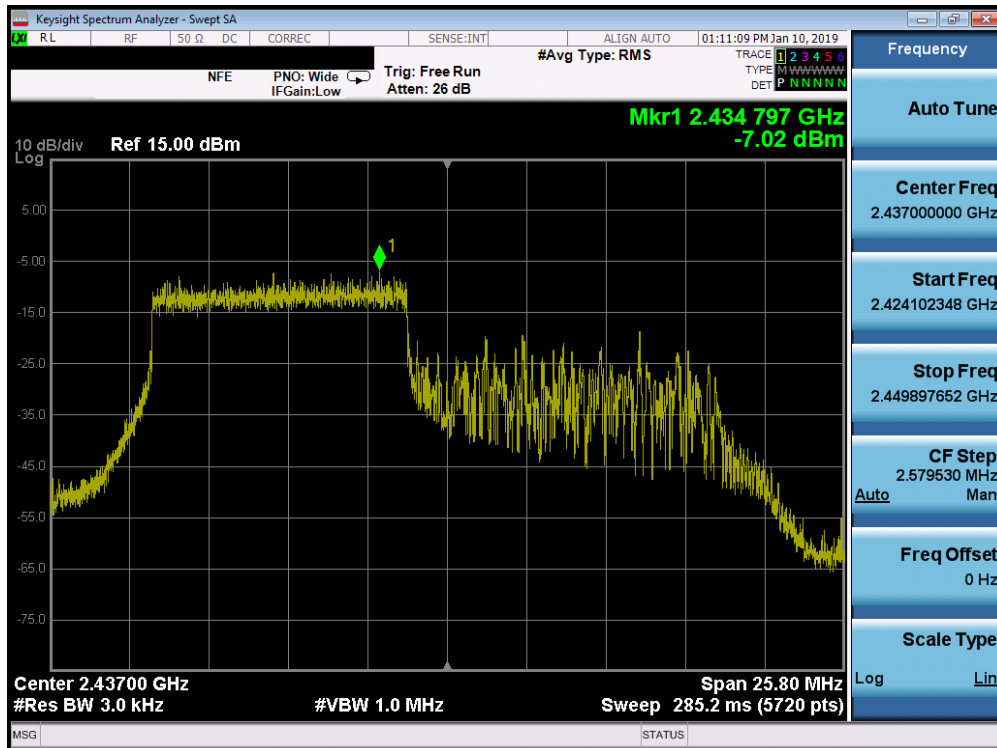 Keysight Spectrum Analyzer - Swept SA
LXI RL RF 50 Ω DC CORREC SENSE:INT ALIGN AUTO 01:11:09 PM Jan 10, 2019
NFE PNO: Wide Trig: Free Run #Avg Type: RMS TRACE 1 2 3 4 5 6
IFGain:Low Atten: 26 dB TYPE M WWWWW
DET P N N N N N
Mkr1 2.434 797 GHz
-7.02 dBm
10 dB/div Ref 15.00 dBm
Log
5.00
1
-5.00
-15.0
-25.0
-35.0
-45.0
-55.0
-65.0
-75.0
Center 2.43700 GHz Span 25.80 MHz
#Res BW 3.0 kHz #VBW 1.0 MHz Sweep 285.2 ms (5720 pts)
MSG STATUS
Frequency
Auto Tune
Center Freq
2.437000000 GHz
Start Freq
2.424102348 GHz
Stop Freq
2.449897652 GHz
CF Step
2.579530 MHz
Auto Man
Freq Offset
0 Hz
Scale Type
Log Lin